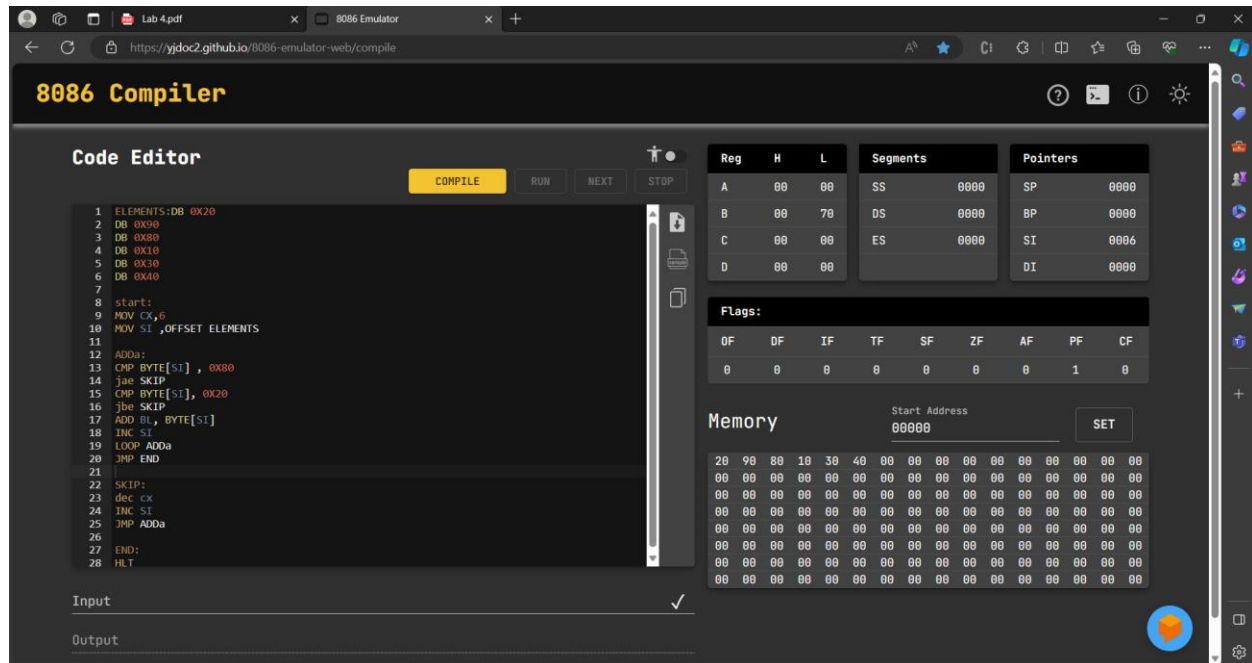 Lab 4.pdf
8086 Emulator
https://yjdoc2.github.io/8086-emulator-web/compile
8086 Compiler
Code Editor
COMPILE RUN NEXT STOP
1 ELEMENTS:DB 0X20
2 DB 0X90
3 DB 0X80
4 DB 0X10
5 DB 0X30
6 DB 0X40
7
8 start:
9 MOV CX,6
10 MOV SI ,OFFSET ELEMENTS
11
12 ADDa:
13 CMP BYTE[SI] , 0X80
14 jae SKIP
15 CMP BYTE[SI], 0X20
16 jbe SKIP
17 ADD BL, BYTE[SI]
18 INC SI
19 LOOP ADDa
20 JMP END
21
22 SKIP:
23 dec cx
24 INC SI
25 JMP ADDa
26
27 END:
28 HLT
Input
Output
Reg H L
A 00 00
B 00 70
C 00 00
D 00 00
Segments
SS 0000
DS 0000
ES 0000
Pointers
SP 0000
BP 0000
SI 0006
DI 0000
Flags:
OF DF IF TF SF ZF AF PF CF
0 0 0 0 0 0 0 1 0
Memory
Start Address
00000
SET
20 90 80 10 30 40 00 00 00 00 00 00 00 00 00 00
00 00 00 00 00 00 00 00 00 00 00 00 00 00 00 00
00 00 00 00 00 00 00 00 00 00 00 00 00 00 00 00
00 00 00 00 00 00 00 00 00 00 00 00 00 00 00 00
00 00 00 00 00 00 00 00 00 00 00 00 00 00 00 00
00 00 00 00 00 00 00 00 00 00 00 00 00 00 00 00
00 00 00 00 00 00 00 00 00 00 00 00 00 00 00 00
00 00 00 00 00 00 00 00 00 00 00 00 00 00 00 00